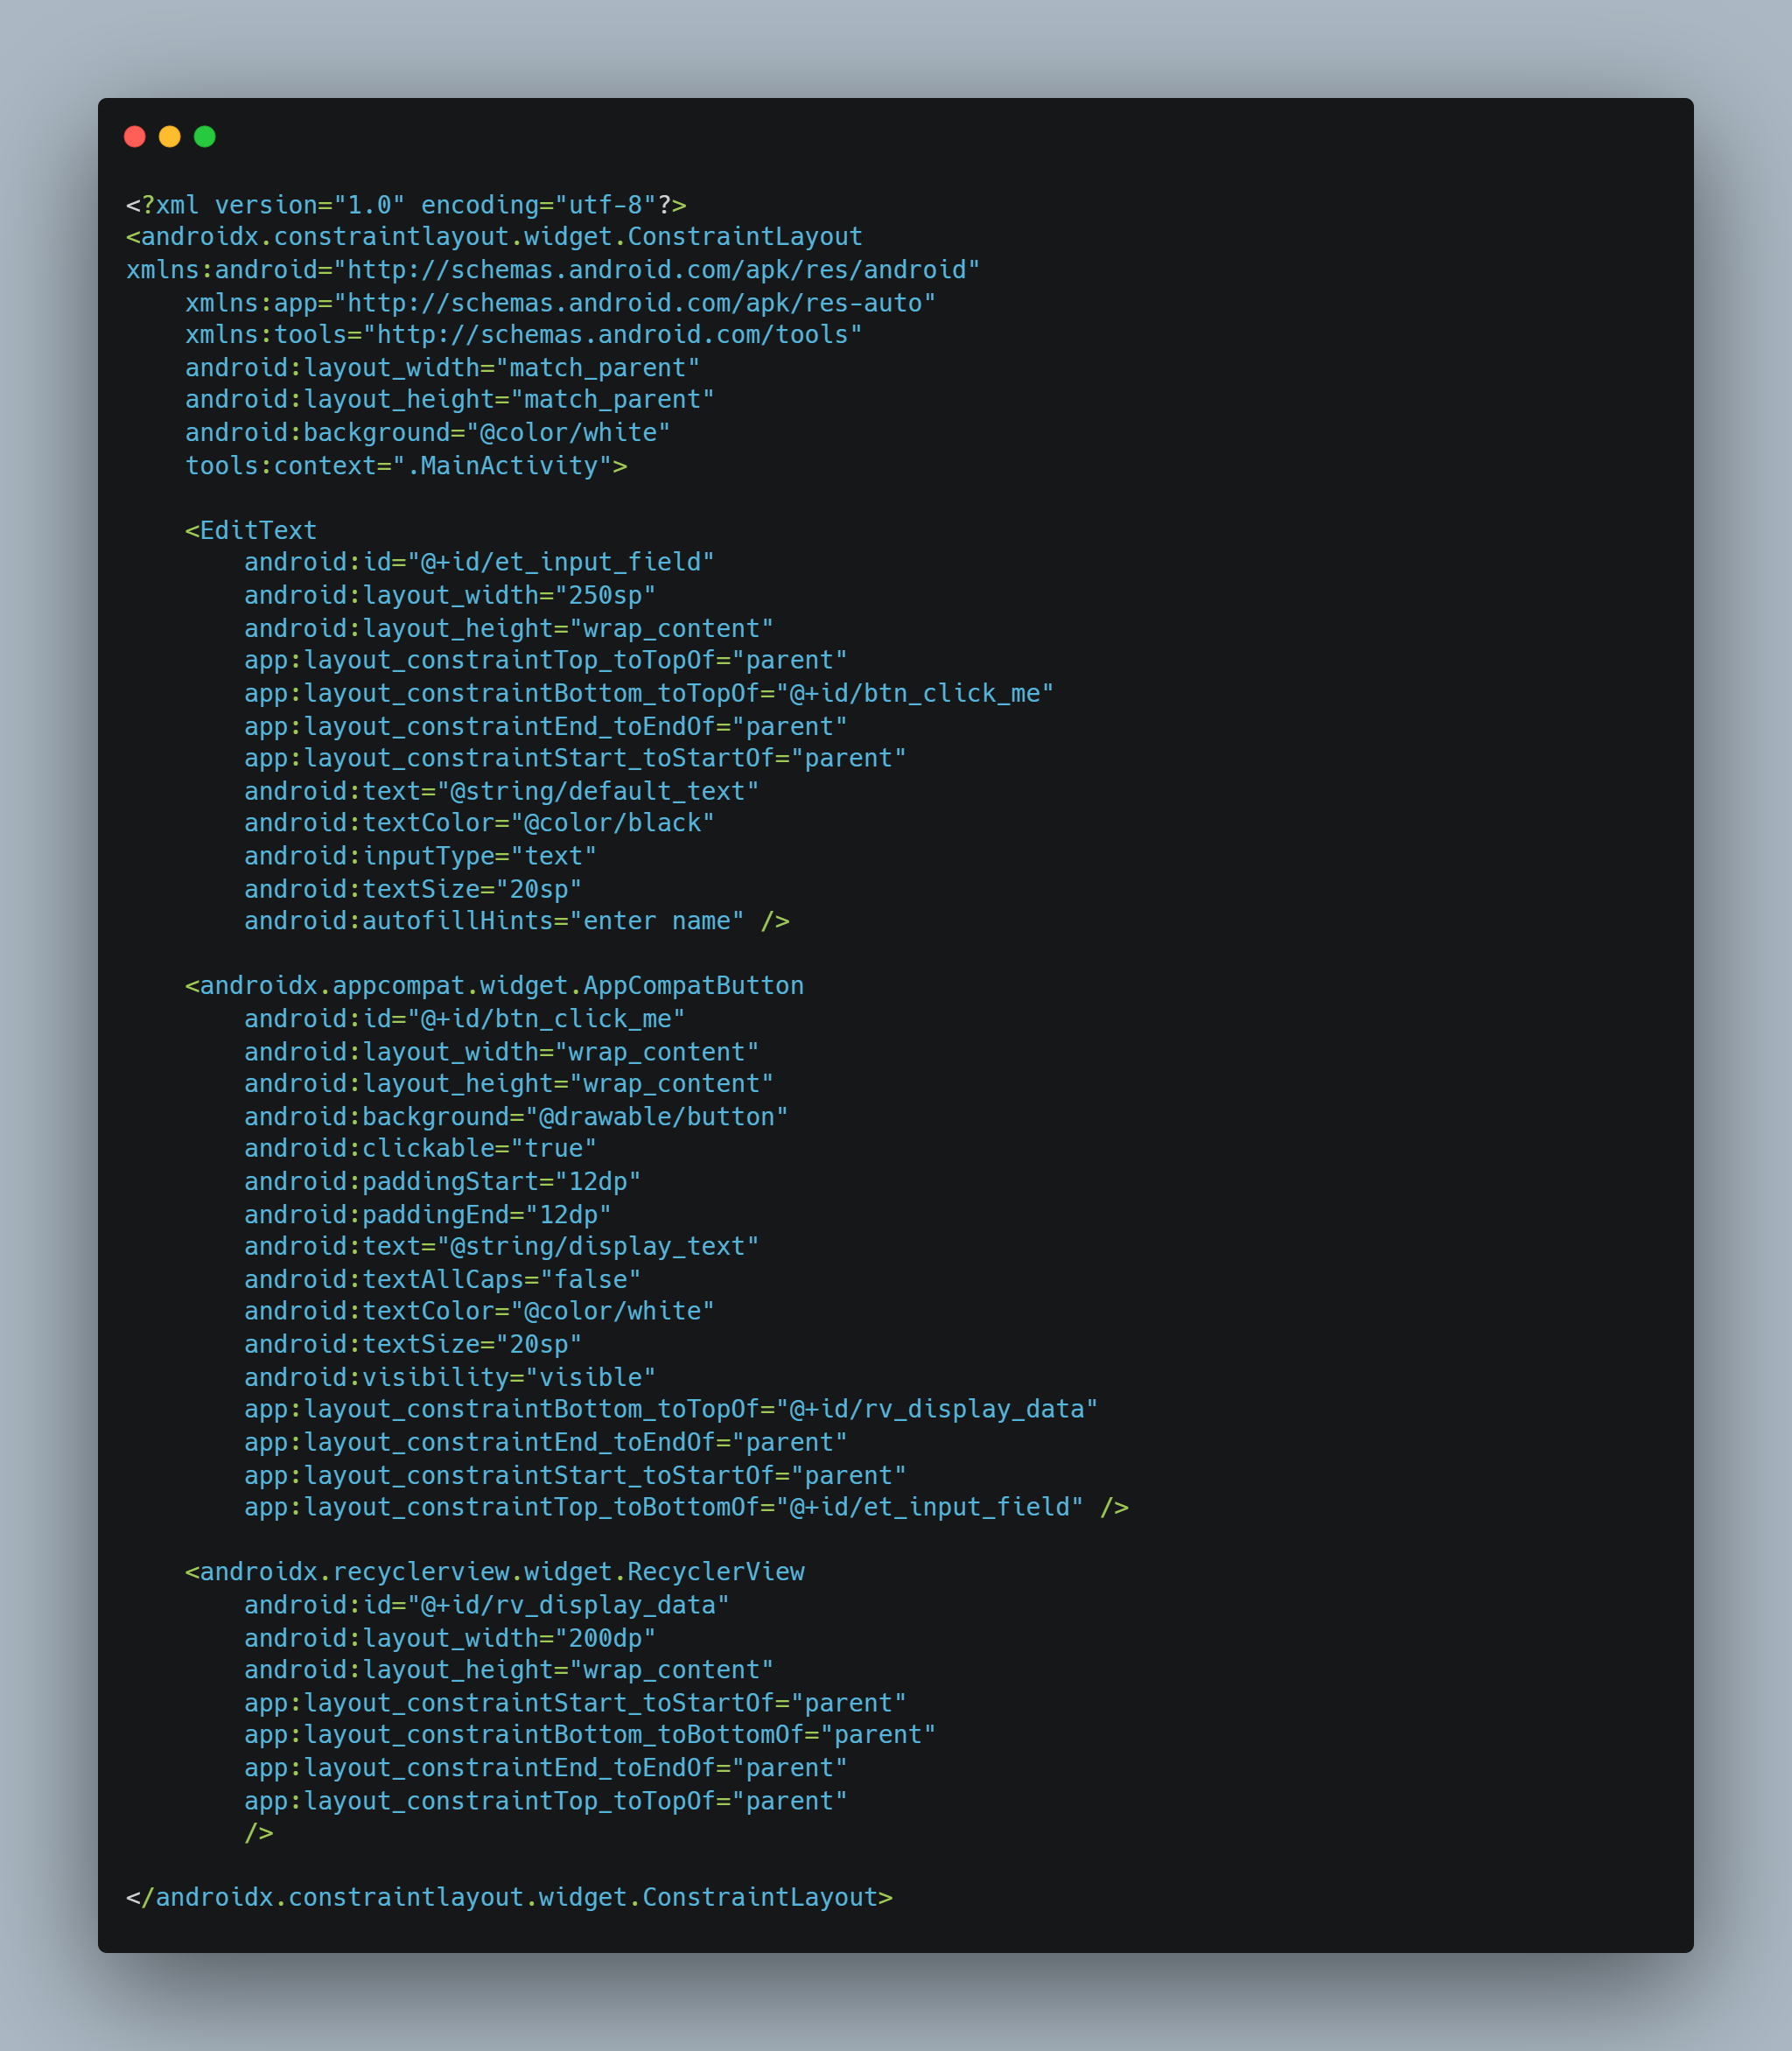 <?xml version="1.0" encoding="utf-8"?>
<androidx.constraintlayout.widget.ConstraintLayout
xmlns:android="http://schemas.android.com/apk/res/android"
    xmlns:app="http://schemas.android.com/apk/res-auto"
    xmlns:tools="http://schemas.android.com/tools"
    android:layout_width="match_parent"
    android:layout_height="match_parent"
    android:background="@color/white"
    tools:context=".MainActivity">

    <EditText
        android:id="@+id/et_input_field"
        android:layout_width="250sp"
        android:layout_height="wrap_content"
        app:layout_constraintTop_toTopOf="parent"
        app:layout_constraintBottom_toTopOf="@+id/btn_click_me"
        app:layout_constraintEnd_toEndOf="parent"
        app:layout_constraintStart_toStartOf="parent"
        android:text="@string/default_text"
        android:textColor="@color/black"
        android:inputType="text"
        android:textSize="20sp"
        android:autofillHints="enter name" />

    <androidx.appcompat.widget.AppCompatButton
        android:id="@+id/btn_click_me"
        android:layout_width="wrap_content"
        android:layout_height="wrap_content"
        android:background="@drawable/button"
        android:clickable="true"
        android:paddingStart="12dp"
        android:paddingEnd="12dp"
        android:text="@string/display_text"
        android:textAllCaps="false"
        android:textColor="@color/white"
        android:textSize="20sp"
        android:visibility="visible"
        app:layout_constraintBottom_toTopOf="@+id/rv_display_data"
        app:layout_constraintEnd_toEndOf="parent"
        app:layout_constraintStart_toStartOf="parent"
        app:layout_constraintTop_toBottomOf="@+id/et_input_field" />

    <androidx.recyclerview.widget.RecyclerView
        android:id="@+id/rv_display_data"
        android:layout_width="200dp"
        android:layout_height="wrap_content"
        app:layout_constraintStart_toStartOf="parent"
        app:layout_constraintBottom_toBottomOf="parent"
        app:layout_constraintEnd_toEndOf="parent"
        app:layout_constraintTop_toTopOf="parent"
        />

</androidx.constraintlayout.widget.ConstraintLayout>